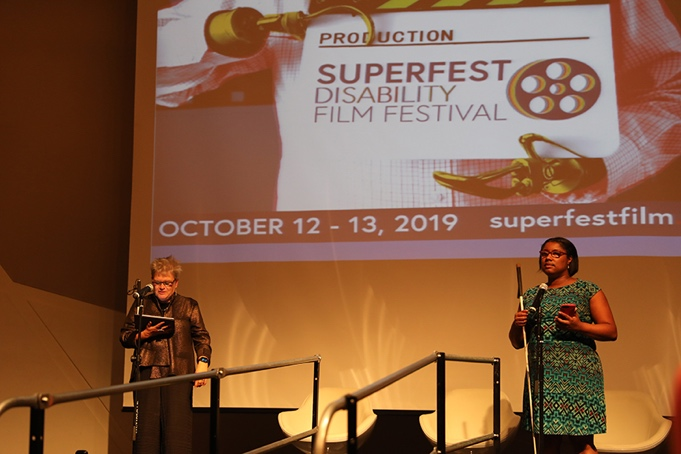 PRODUCTION
SUPERFEST
DISABILITY
FILM FESTIVAL
OCTOBER 12 - 13, 2019 superfestfilm